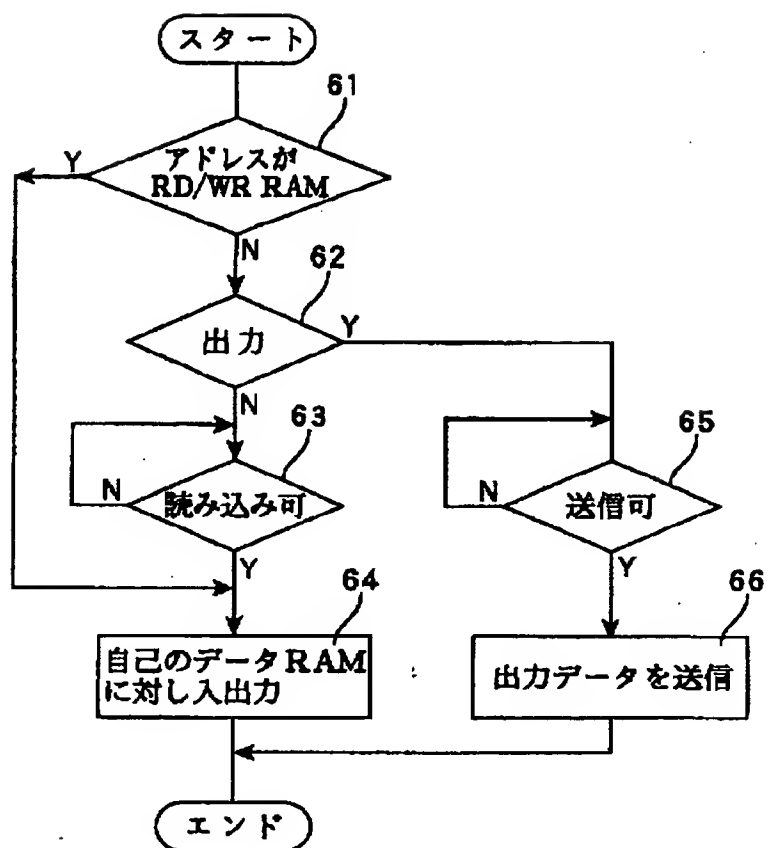 スタート
61
アドレスが
RD/WR RAM
Y
N
62
出力
Y
N
63
読み込み可
N
Y
65
送信可
N
Y
64
自己のデータRAM
に対し入出力
66
出力データを送信
エンド